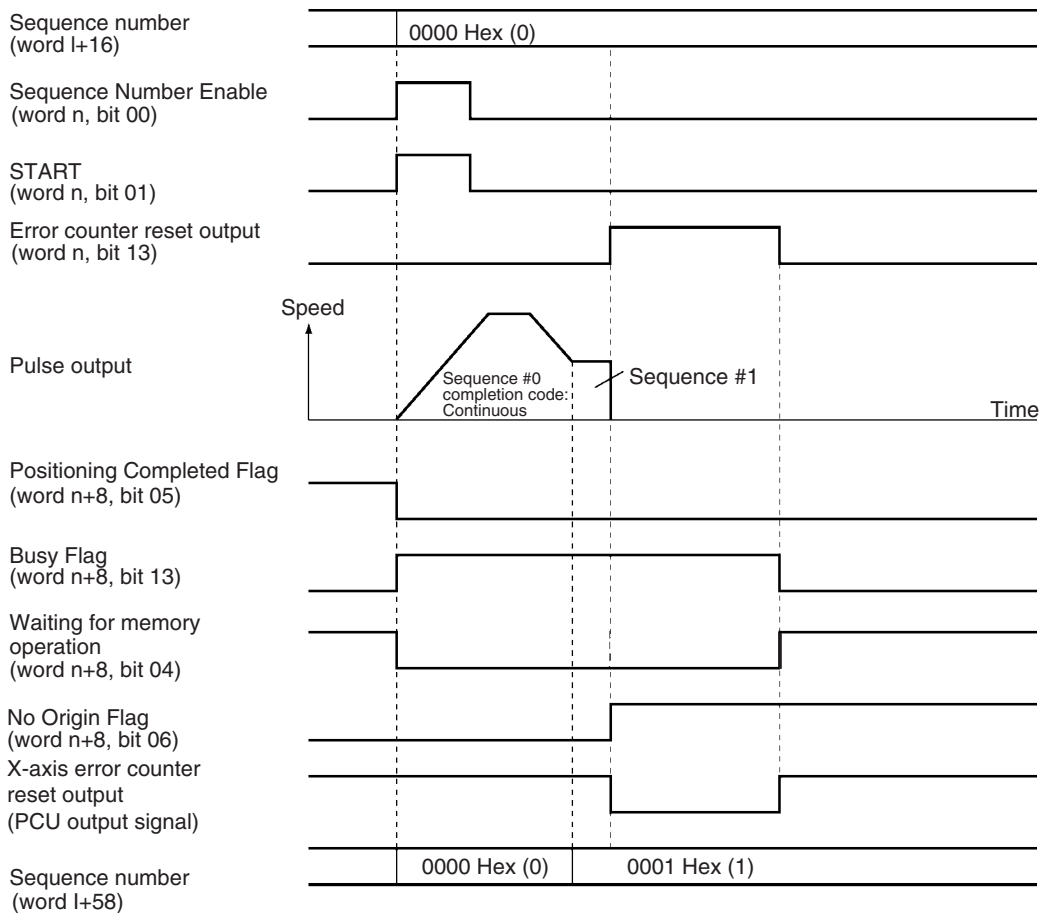 Sequence number
(word l+16)
0000 Hex (0)
Sequence Number Enable
(word n, bit 00)
START
(word n, bit 01)
Error counter reset output
(word n, bit 13)
Speed
Pulse output
Sequence #0
completion code:
Continuous
Sequence #1
Time
Positioning Completed Flag
(word n+8, bit 05)
Busy Flag
(word n+8, bit 13)
Waiting for memory
operation
(word n+8, bit 04)
No Origin Flag
(word n+8, bit 06)
X-axis error counter
reset output
(PCU output signal)
Sequence number
(word l+58)
0000 Hex (0)
0001 Hex (1)